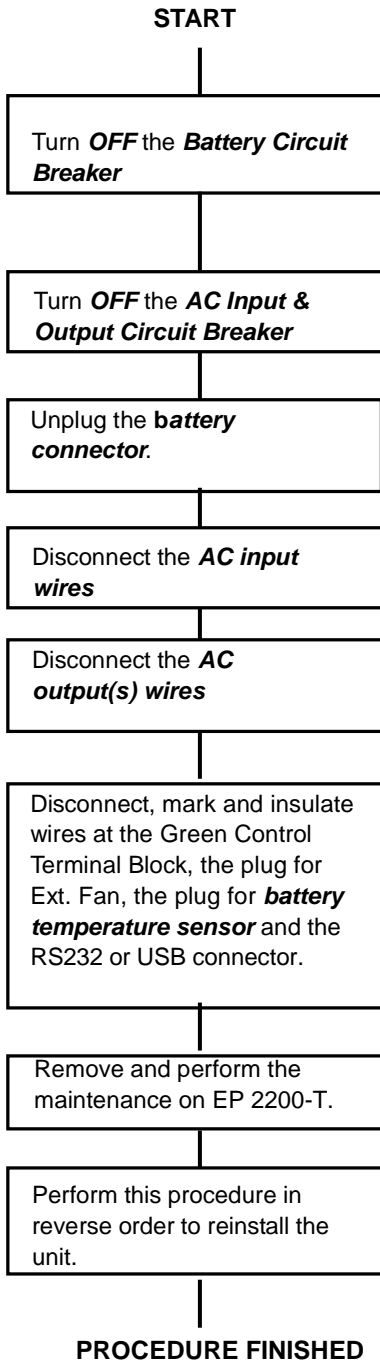 START
Turn OFF the Battery Circuit
Breaker
Turn OFF the AC Input &
Output Circuit Breaker
Unplug the battery
connector.
Disconnect the AC input
wires
Disconnect the AC
output(s) wires
Disconnect, mark and insulate
wires at the Green Control
Terminal Block, the plug for
Ext. Fan, the plug for battery
temperature sensor and the
RS232 or USB connector.
Remove and perform the
maintenance on EP 2200-T.
Perform this procedure in
reverse order to reinstall the
unit.
PROCEDURE FINISHED